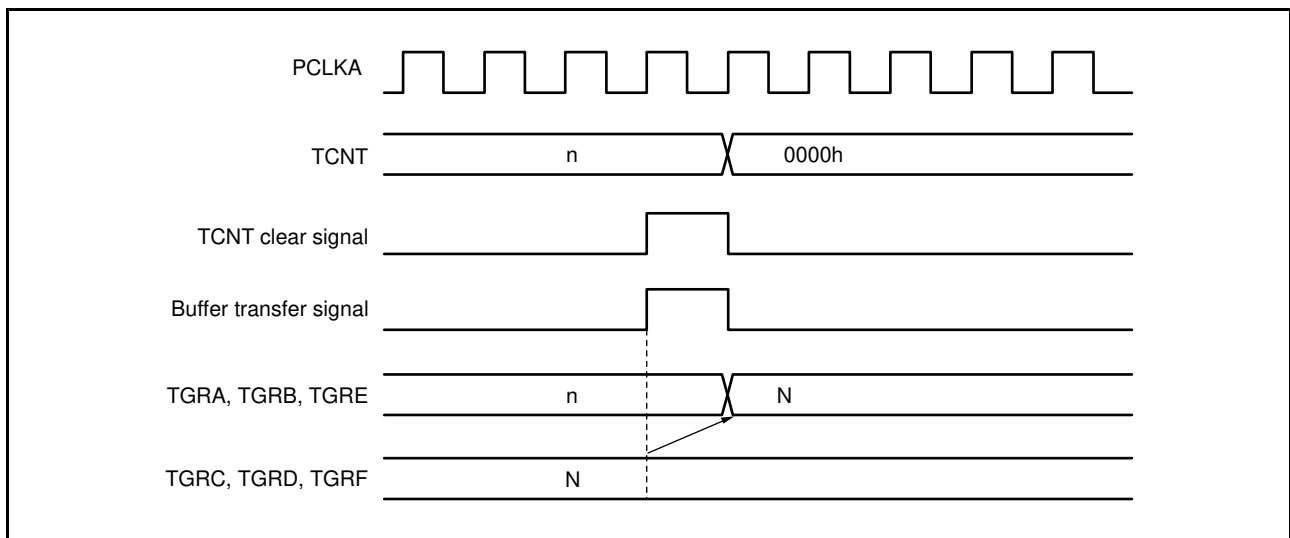 PCLKA
TCNT
n
0000h
TCNT clear signal
Buffer transfer signal
TGRA, TGRB, TGRE
n
N
TGRC, TGRD, TGRF
N